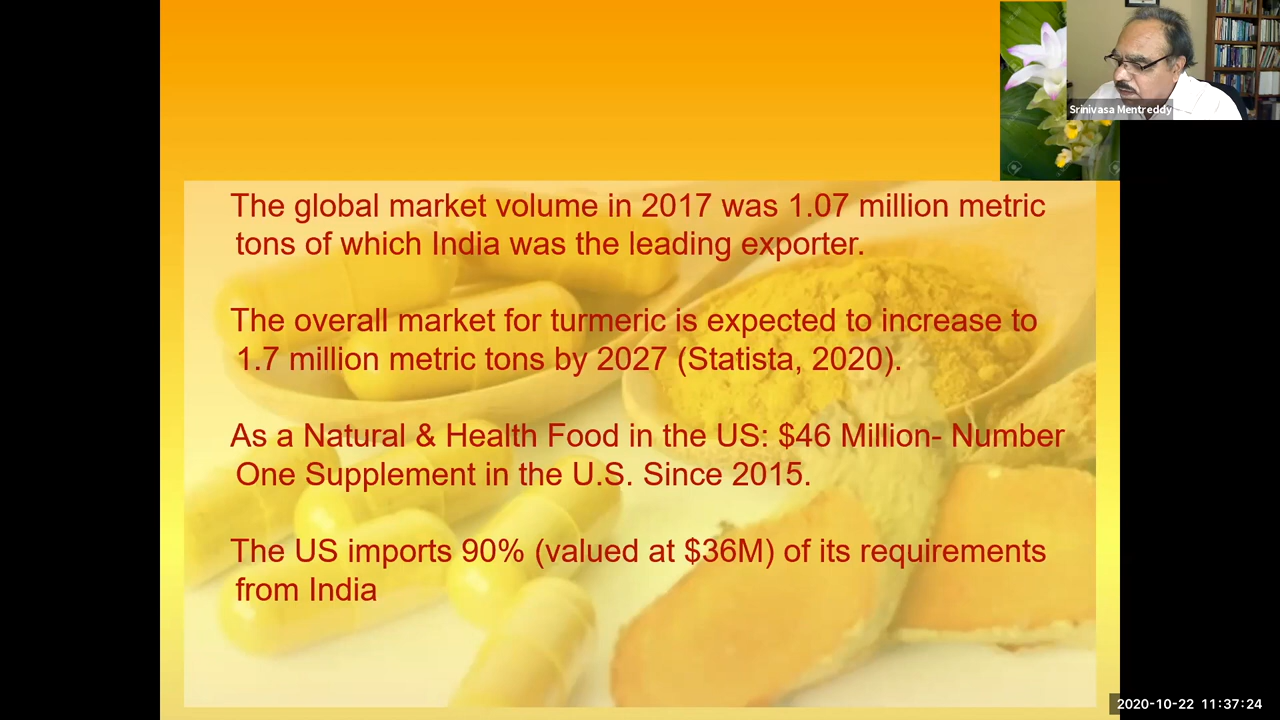 Srinivasa Mentreddy
The global market volume in 2017 was 1.07 million metric
tons of which India was the leading exporter.
The overall market for turmeric is expected to increase to
1.7 million metric tons by 2027 (Statista, 2020).
As a Natural & Health Food in the US: $46 Million- Number
One Supplement in the U.S. Since 2015.
The US imports 90% (valued at $36M) of its requirements
from India
2020-10-22 11:37:24